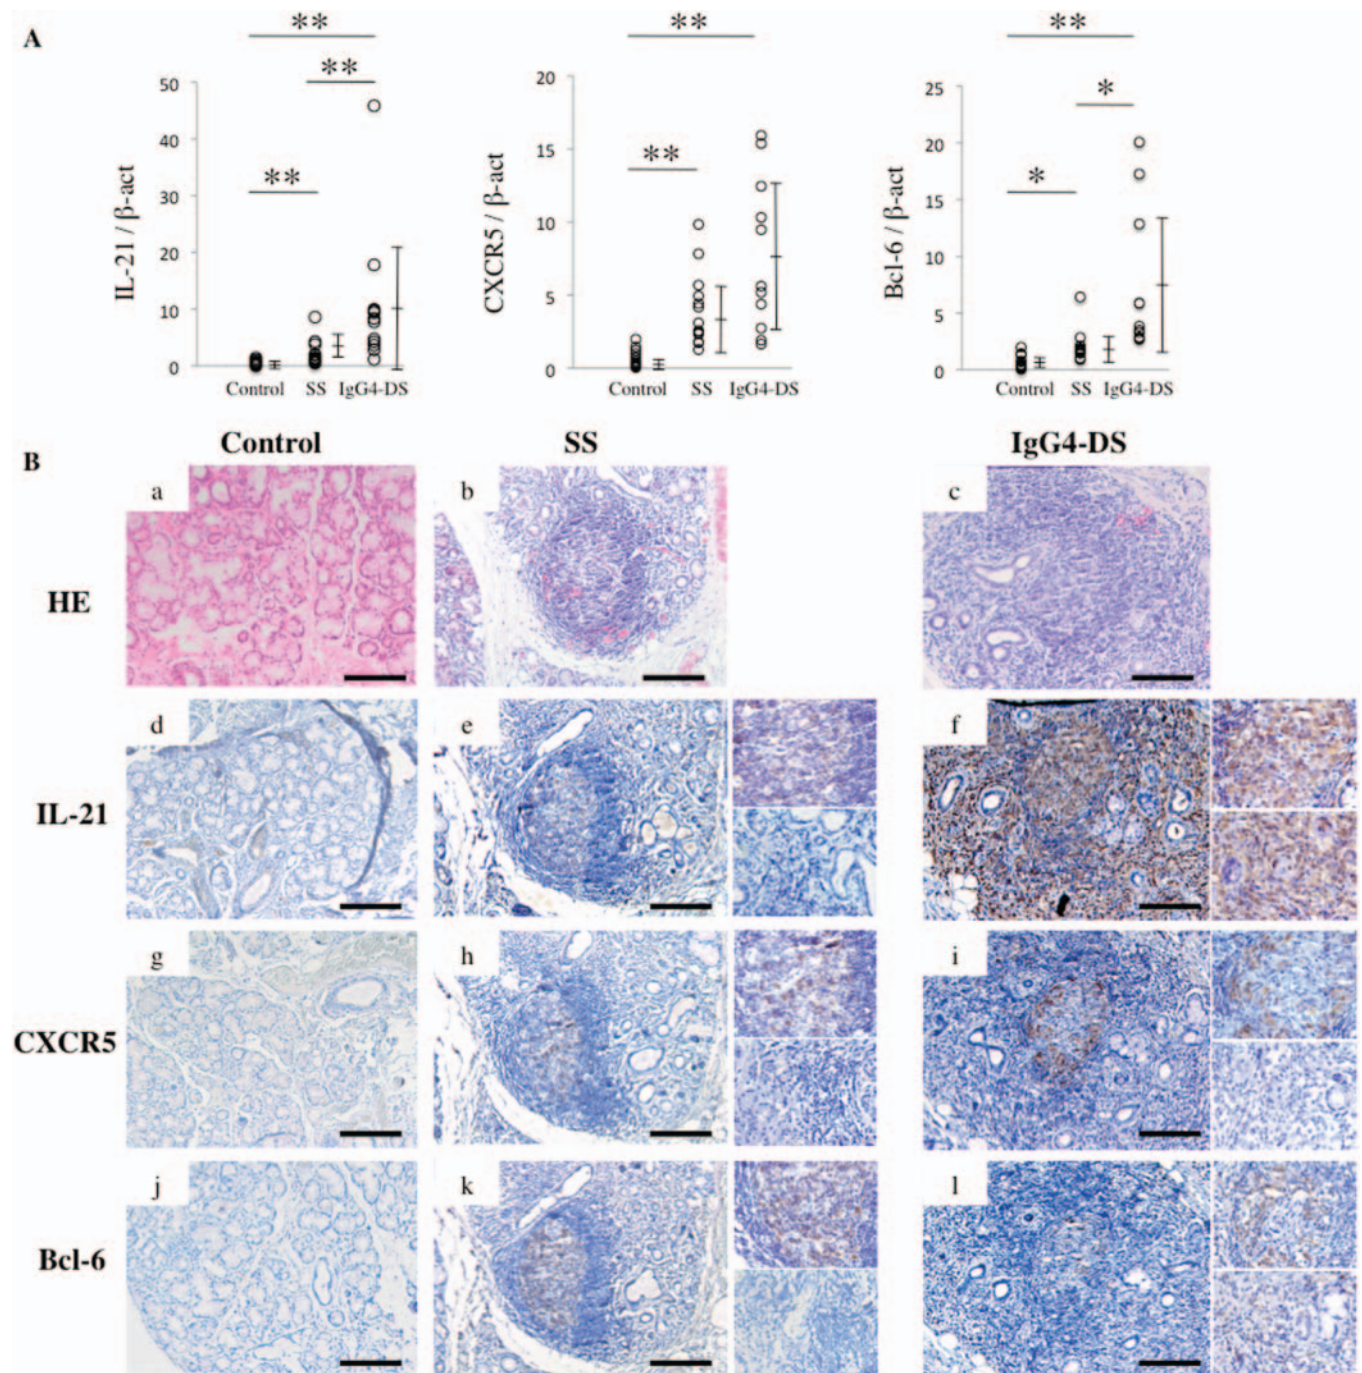 A
** ** **
** ** *
** *
50
40
30
20
10
0
IL-21 / β-act
Control SS IgG4-DS
20
15
10
5
0
CXCR5 / β-act
Control SS IgG4-DS
25
20
15
10
5
0
Bcl-6 / β-act
Control SS IgG4-DS
B
Control SS IgG4-DS
HE
a b c
IL-21
d e f
CXCR5
g h i
Bcl-6
j k l